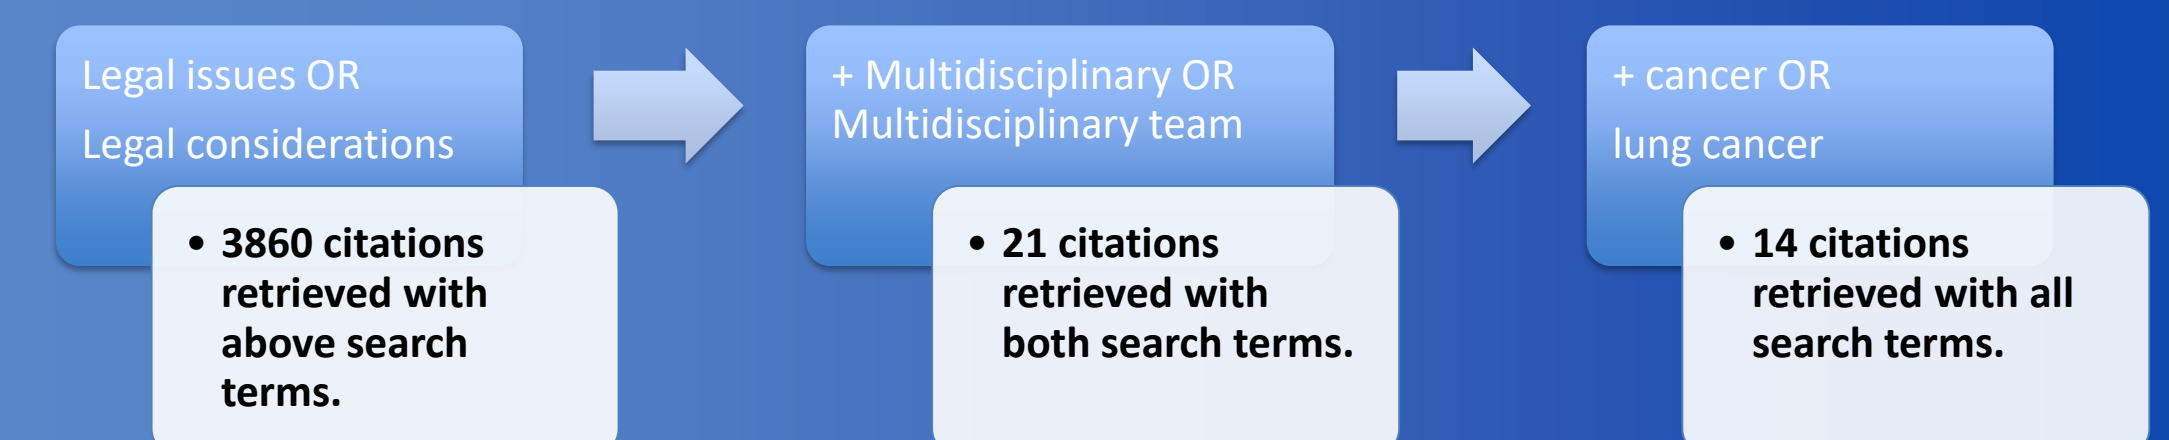 Legal issues OR
Legal considerations
• 3860 citations
retrieved with
above search
terms.
+ Multidisciplinary OR
Multidisciplinary team
• 21 citations
retrieved with
both search terms.
+ cancer OR
lung cancer
• 14 citations
retrieved with all
search terms.